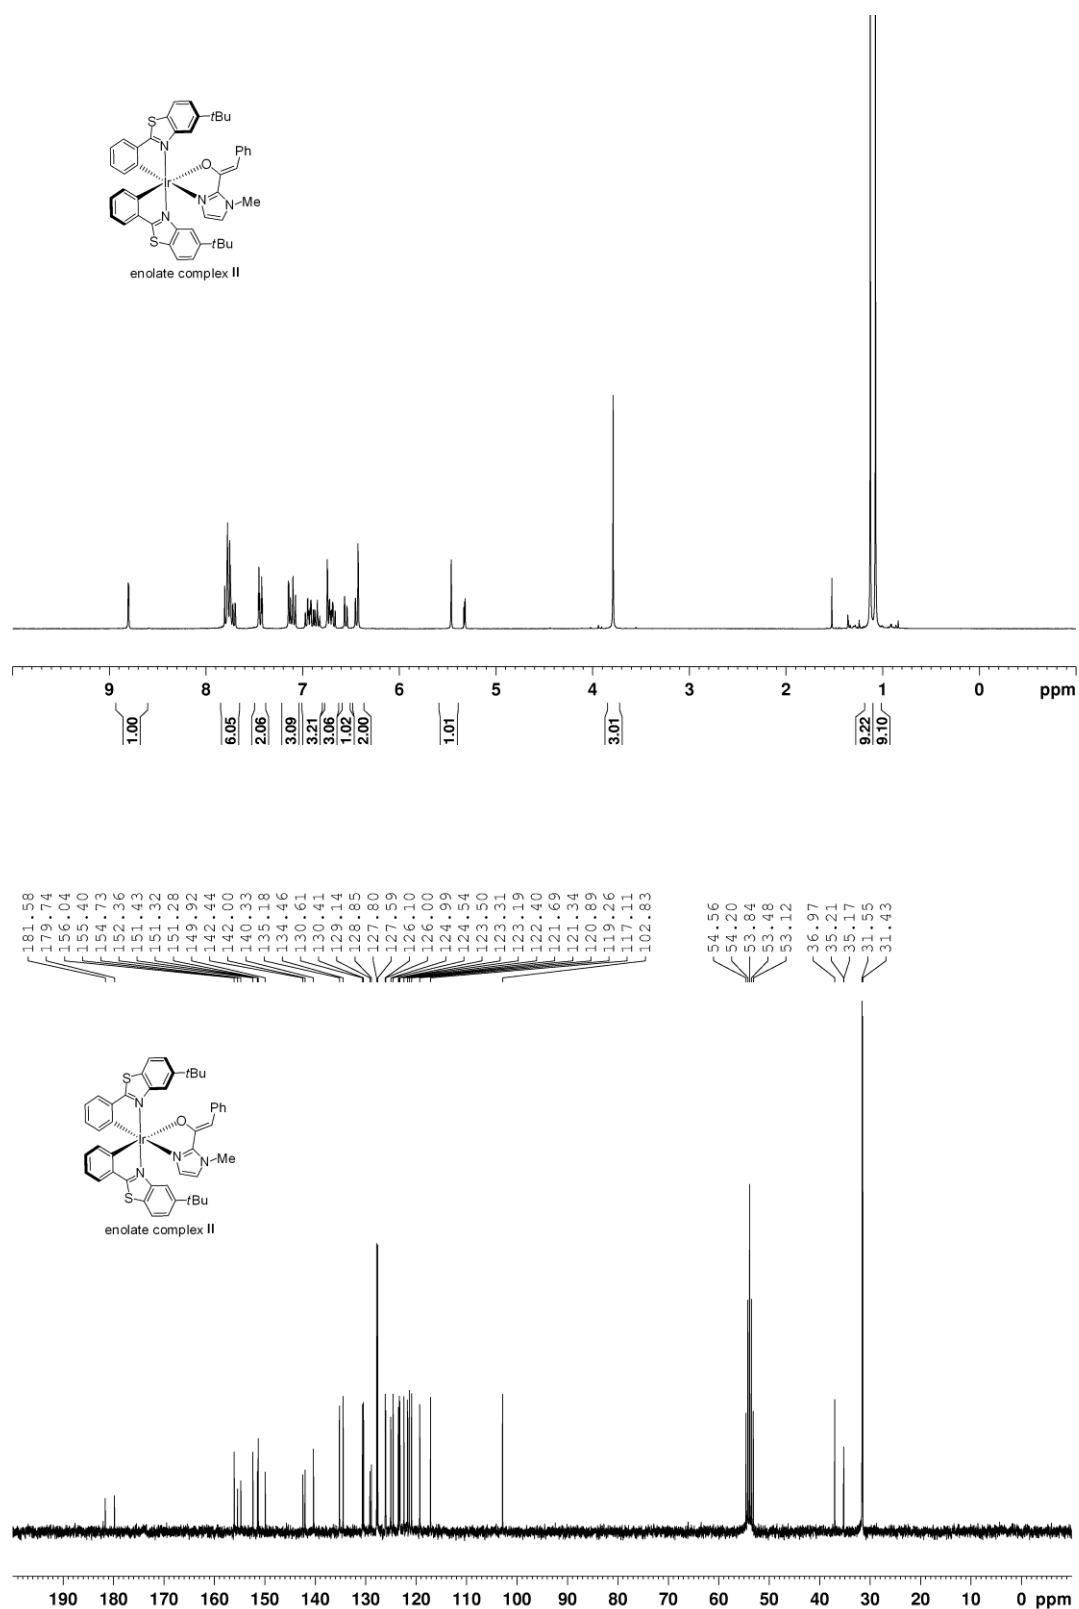 S
tBu
N
O
Ph
Ir
N
N
Me
N
S
tBu
enolate complex II
9 8 7 6 5 4 3 2 1 0 ppm
1.00 6.05 2.06 3.09 3.21 3.06 1.02 2.00 1.01 3.01 9.22 9.10
181.58 179.74 156.04 155.40 154.73 152.36 151.43 151.32 151.28 149.92 142.44 142.00 140.33 135.18 134.46 130.61 130.41 129.14 128.85 127.80 127.59 126.10 126.00 124.99 124.54 123.50 123.31 123.19 122.40 121.69 121.34 120.89 119.26 117.11 102.83 54.56 54.20 53.84 53.48 53.12 36.97 35.21 35.17 31.55 31.43
S
tBu
N
O
Ph
Ir
N
N
Me
N
S
tBu
enolate complex II
190 180 170 160 150 140 130 120 110 100 90 80 70 60 50 40 30 20 10 0 ppm